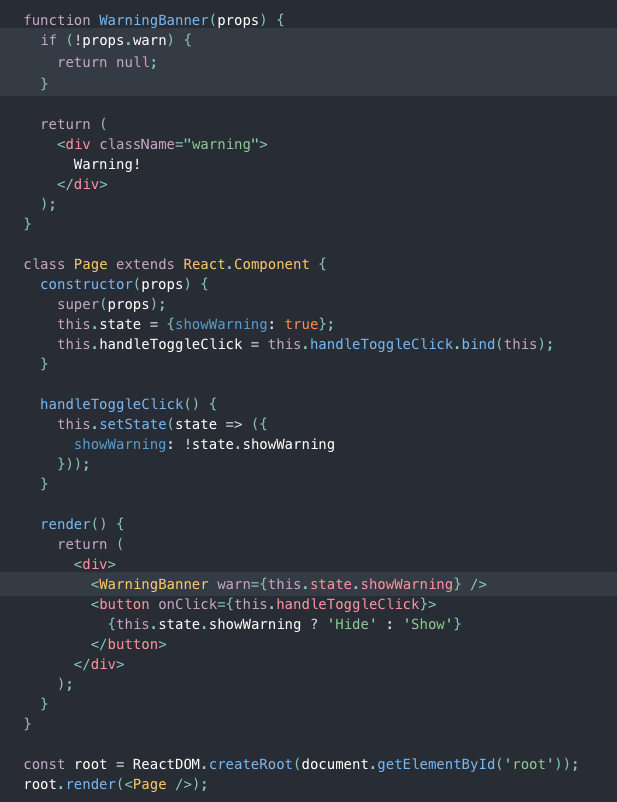 function WarningBanner(props) {
  if (!props.warn) {
    return null;
  }

  return (
    <div className="warning">
      Warning!
    </div>
  );
}

class Page extends React.Component {
  constructor(props) {
    super(props);
    this.state = {showWarning: true};
    this.handleToggleClick = this.handleToggleClick.bind(this);
  }

  handleToggleClick() {
    this.setState(state => ({
      showWarning: !state.showWarning
    }));
  }

  render() {
    return (
      <div>
        <WarningBanner warn={this.state.showWarning} />
        <button onClick={this.handleToggleClick}>
          {this.state.showWarning ? 'Hide' : 'Show'}
        </button>
      </div>
    );
  }
}

const root = ReactDOM.createRoot(document.getElementById('root'));
root.render(<Page />);